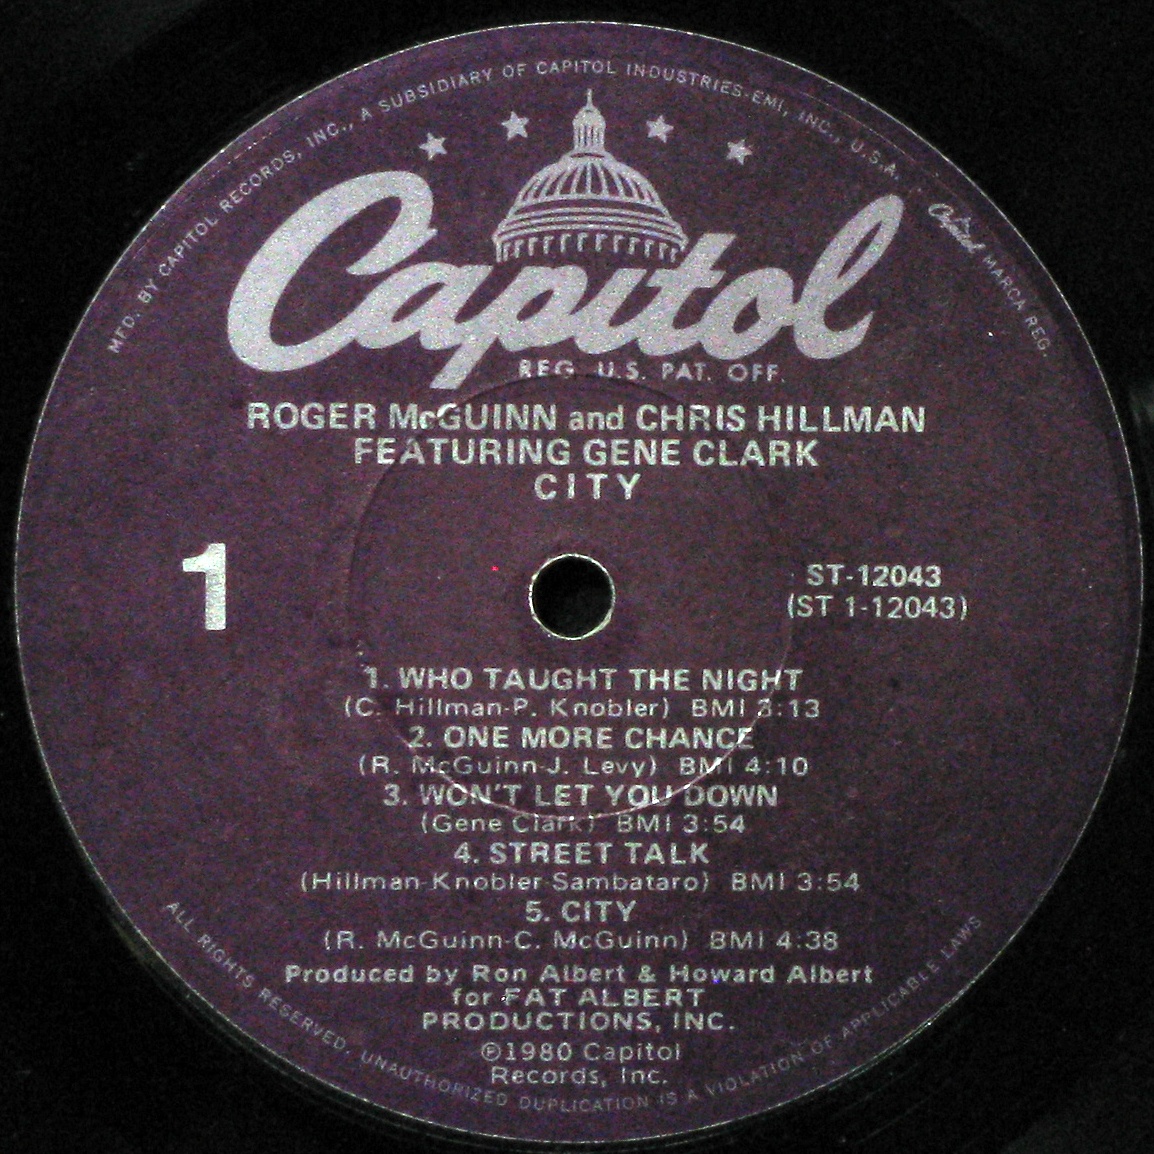 MFD. BY CAPITOL RECORDS, INC., A SUBSIDIARY OF CAPITOL INDUSTRIES-EMI, INC., U.S.A.
Capitol MARCA REG.
Capitol
REG. U.S. PAT. OFF.
ROGER McGUINN and CHRIS HILLMAN
FEATURING GENE CLARK
CITY
1
ST-12043
(ST 1-12043)
1. WHO TAUGHT THE NIGHT
(C. Hillman-P. Knobler) BMI 3:13
2. ONE MORE CHANCE
(R. McGuinn-J. Levy) BMI 4:10
3. WON'T LET YOU DOWN
(Gene Clark) BMI 3:54
4. STREET TALK
(Hillman-Knobler-Sambataro) BMI 3:54
5. CITY
(R. McGuinn-C. McGuinn) BMI 4:38
Produced by Ron Albert & Howard Albert
for FAT ALBERT
PRODUCTIONS, INC.
℗1980 Capitol
Records, Inc.
ALL RIGHTS RESERVED. UNAUTHORIZED DUPLICATION IS A VIOLATION OF APPLICABLE LAWS